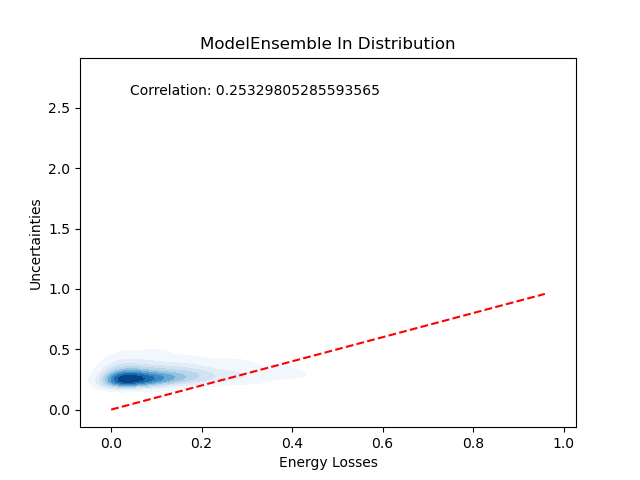 ModelEnsemble In Distribution
Correlation: 0.25329805285593565
2.5
2.0
1.5
1.0
0.5
0.0
Uncertainties
0.0 0.2 0.4 0.6 0.8 1.0
Energy Losses